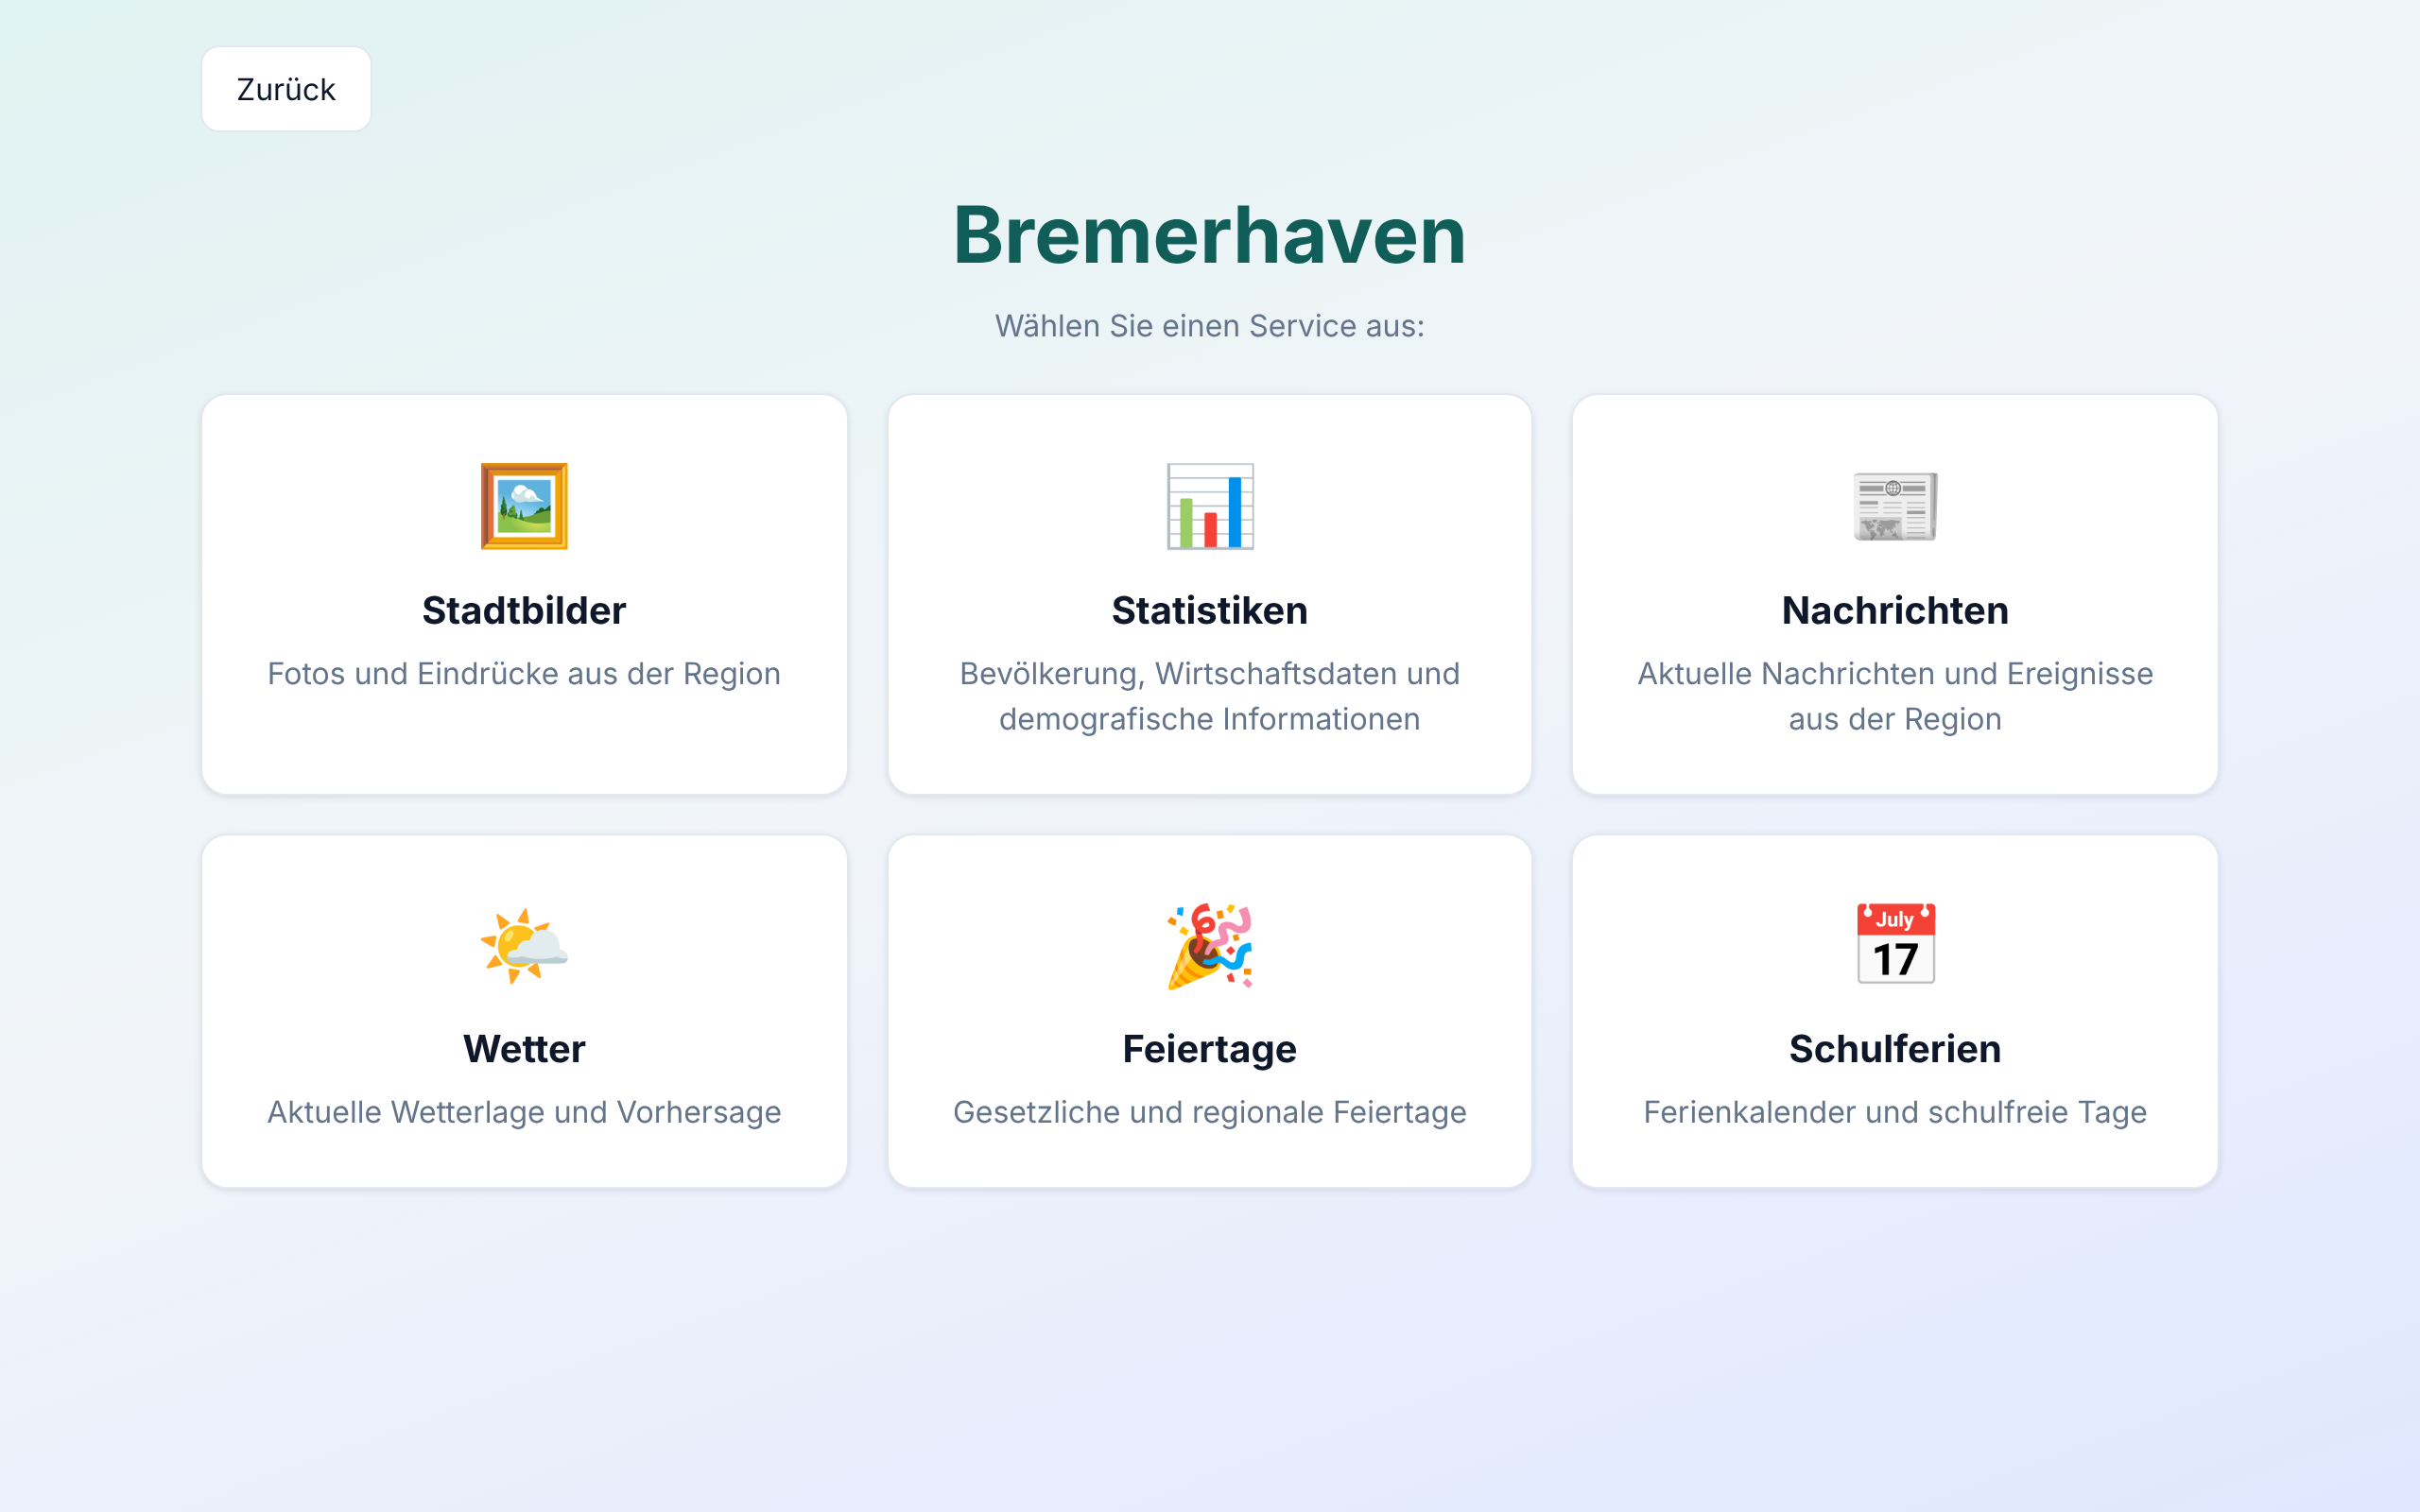 Zurück
Bremerhaven
Wählen Sie einen Service aus:
Stadtbilder
Fotos und Eindrücke aus der Region
Statistiken
Bevölkerung, Wirtschaftsdaten und
demografische Informationen
Nachrichten
Aktuelle Nachrichten und Ereignisse
aus der Region
Wetter
Aktuelle Wetterlage und Vorhersage
Feiertage
Gesetzliche und regionale Feiertage
July
17
Schulferien
Ferienkalender und schulfreie Tage